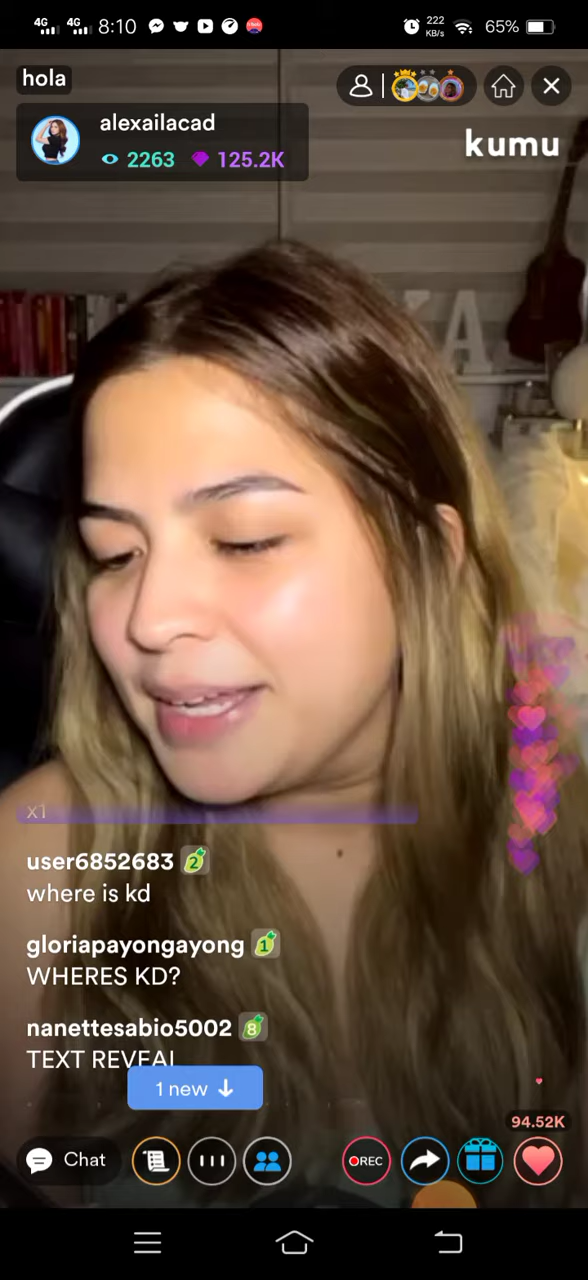 4G 4G 8:10 222 KB/s 65%
hola
alexailacad
2263 125.2K
kumu
KA
x1
user6852683 2
where is kd
gloriapayongayong 1
WHERES KD?
nanettesabio5002 8
TEXT REVEAL
1 new
94.52K
Chat
REC